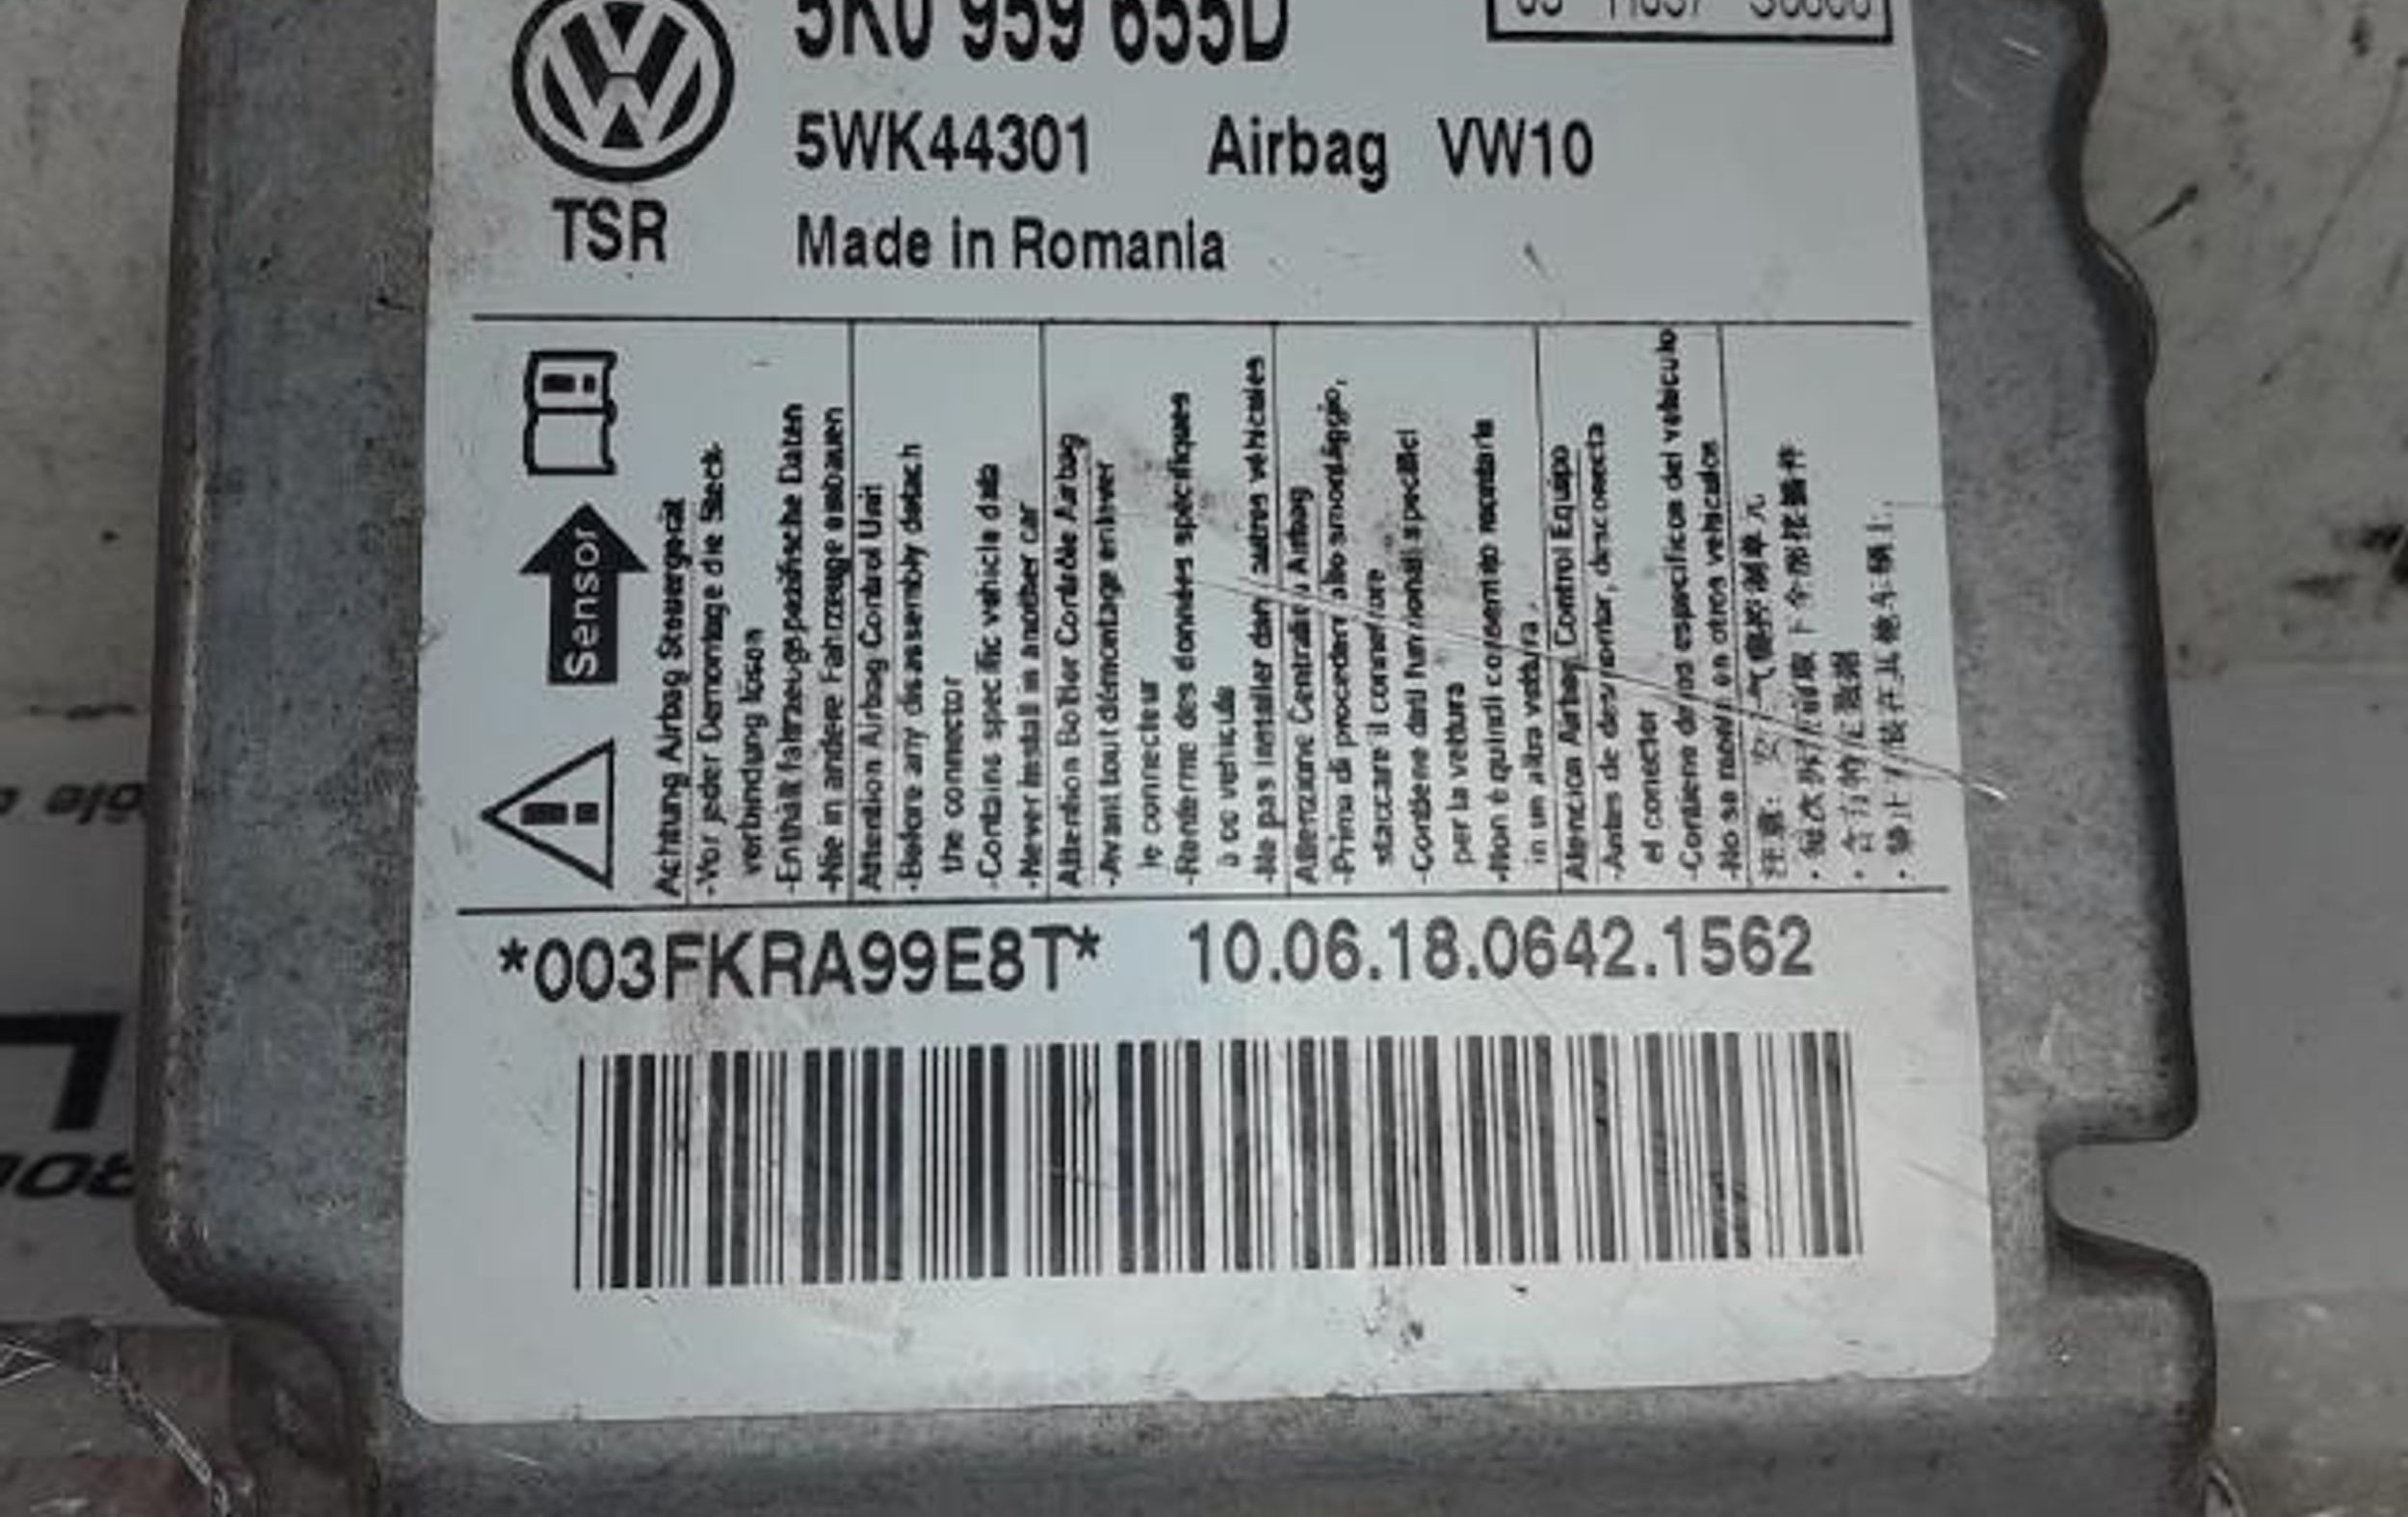 5K0 959 655D
5WK44301 Airbag VW10
TSR
Made in Romania
Sensor
Achtung Airbag Steuergerät
-Vor jeder Demontage die Steck-
verbindung lösen
-Enthält fahrzeugspezifische Daten
-Nie in andere Fahrzeuge einbauen
Attention Airbag Control Unit
-Before any disassembly detach
the connector
-Contains specific vehicle data
-Never install in another car
Attention Boîtier Contrôle Airbag
-Avant tout démontage enlever
le connecteur
-Renferme des données spécifiques
à ce véhicule
-Ne pas installer dans autres véhicules
Attenzione Centralina Airbag
-Prima di procedere allo smontaggio,
staccare il connettore
-Contiene dati funzionali specifici
per la vettura
-Non è quindi consentito montarla
in un altra vettura.
Atencion Airbag Control Equipo
-Antes de desmontar, desconecta
el conector
-Contiene datos especificos del vehiculo
-No se monta en otros vehicalos
*003FKRA99E8T* 10.06.18.0642.1562